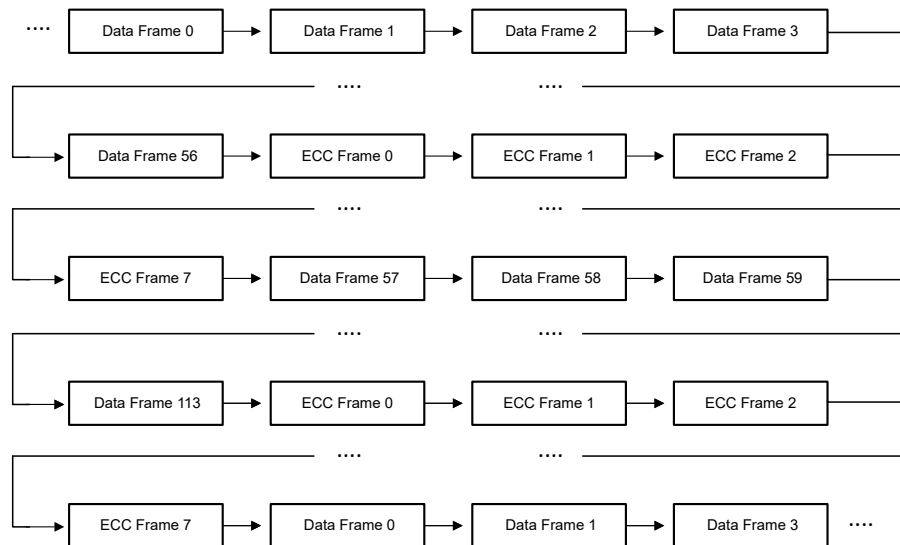 .... Data Frame 0 Data Frame 1 Data Frame 2 Data Frame 3
.... ....
Data Frame 56 ECC Frame 0 ECC Frame 1 ECC Frame 2
.... ....
ECC Frame 7 Data Frame 57 Data Frame 58 Data Frame 59
.... ....
Data Frame 113 ECC Frame 0 ECC Frame 1 ECC Frame 2
.... ....
ECC Frame 7 Data Frame 0 Data Frame 1 Data Frame 3 ....